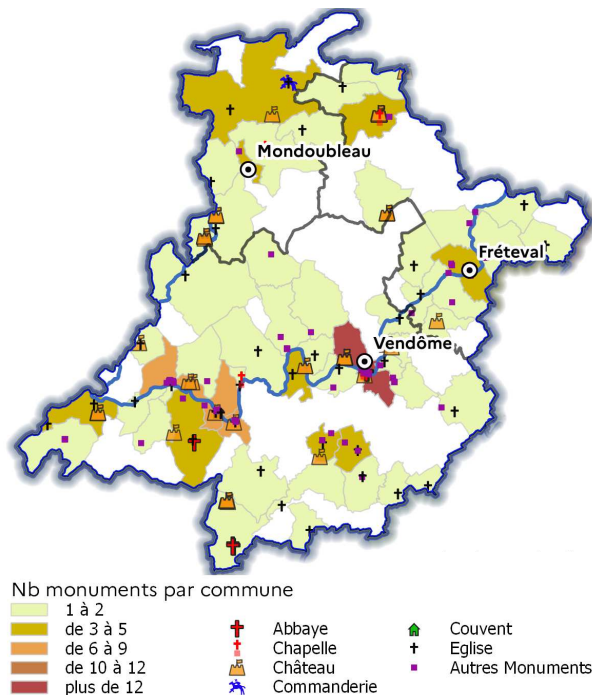 Mondoubleau
Fréteval
Vendôme
Nb monuments par commune
1 à 2
de 3 à 5
de 6 à 9
de 10 à 12
plus de 12
Abbaye
Chapelle
Château
Commanderie
Couvent
Eglise
Autres Monuments